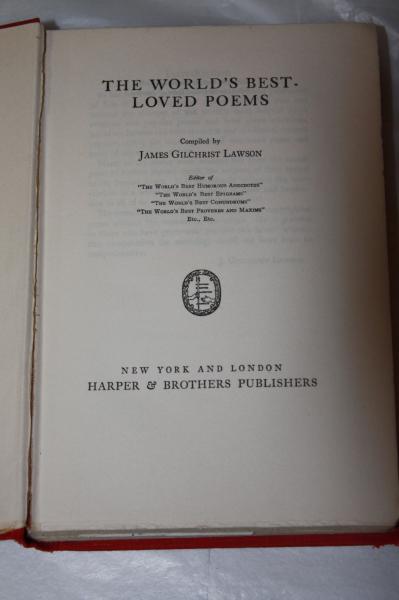 THE WORLD'S BEST-
LOVED POEMS
Compiled by
JAMES GILCHRIST LAWSON
Editor of
"THE WORLD'S BEST HUMOROUS ANECDOTES"
"THE WORLD'S BEST EPIGRAMS"
"THE WORLD'S BEST CONUNDRUMS"
"THE WORLD'S BEST PROVERBS AND MAXIMS"
ETC., ETC.
NEW YORK AND LONDON
HARPER & BROTHERS PUBLISHERS